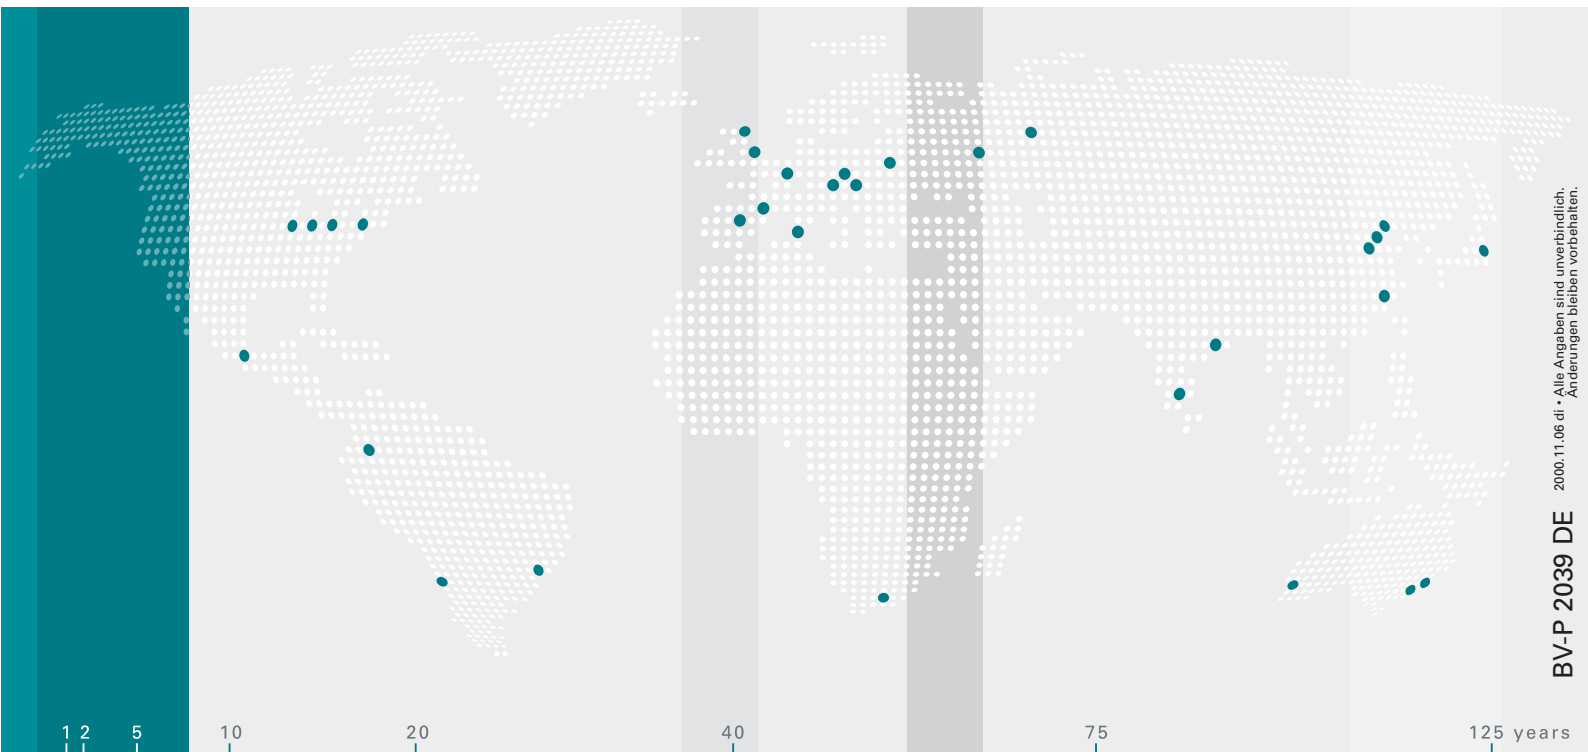 2000.11.06 di • Alle Angaben sind unverbindlich.
Änderungen bleiben vorbehalten.
BV-P 2039 DE
1 2 5 10 20 40 75 125 years